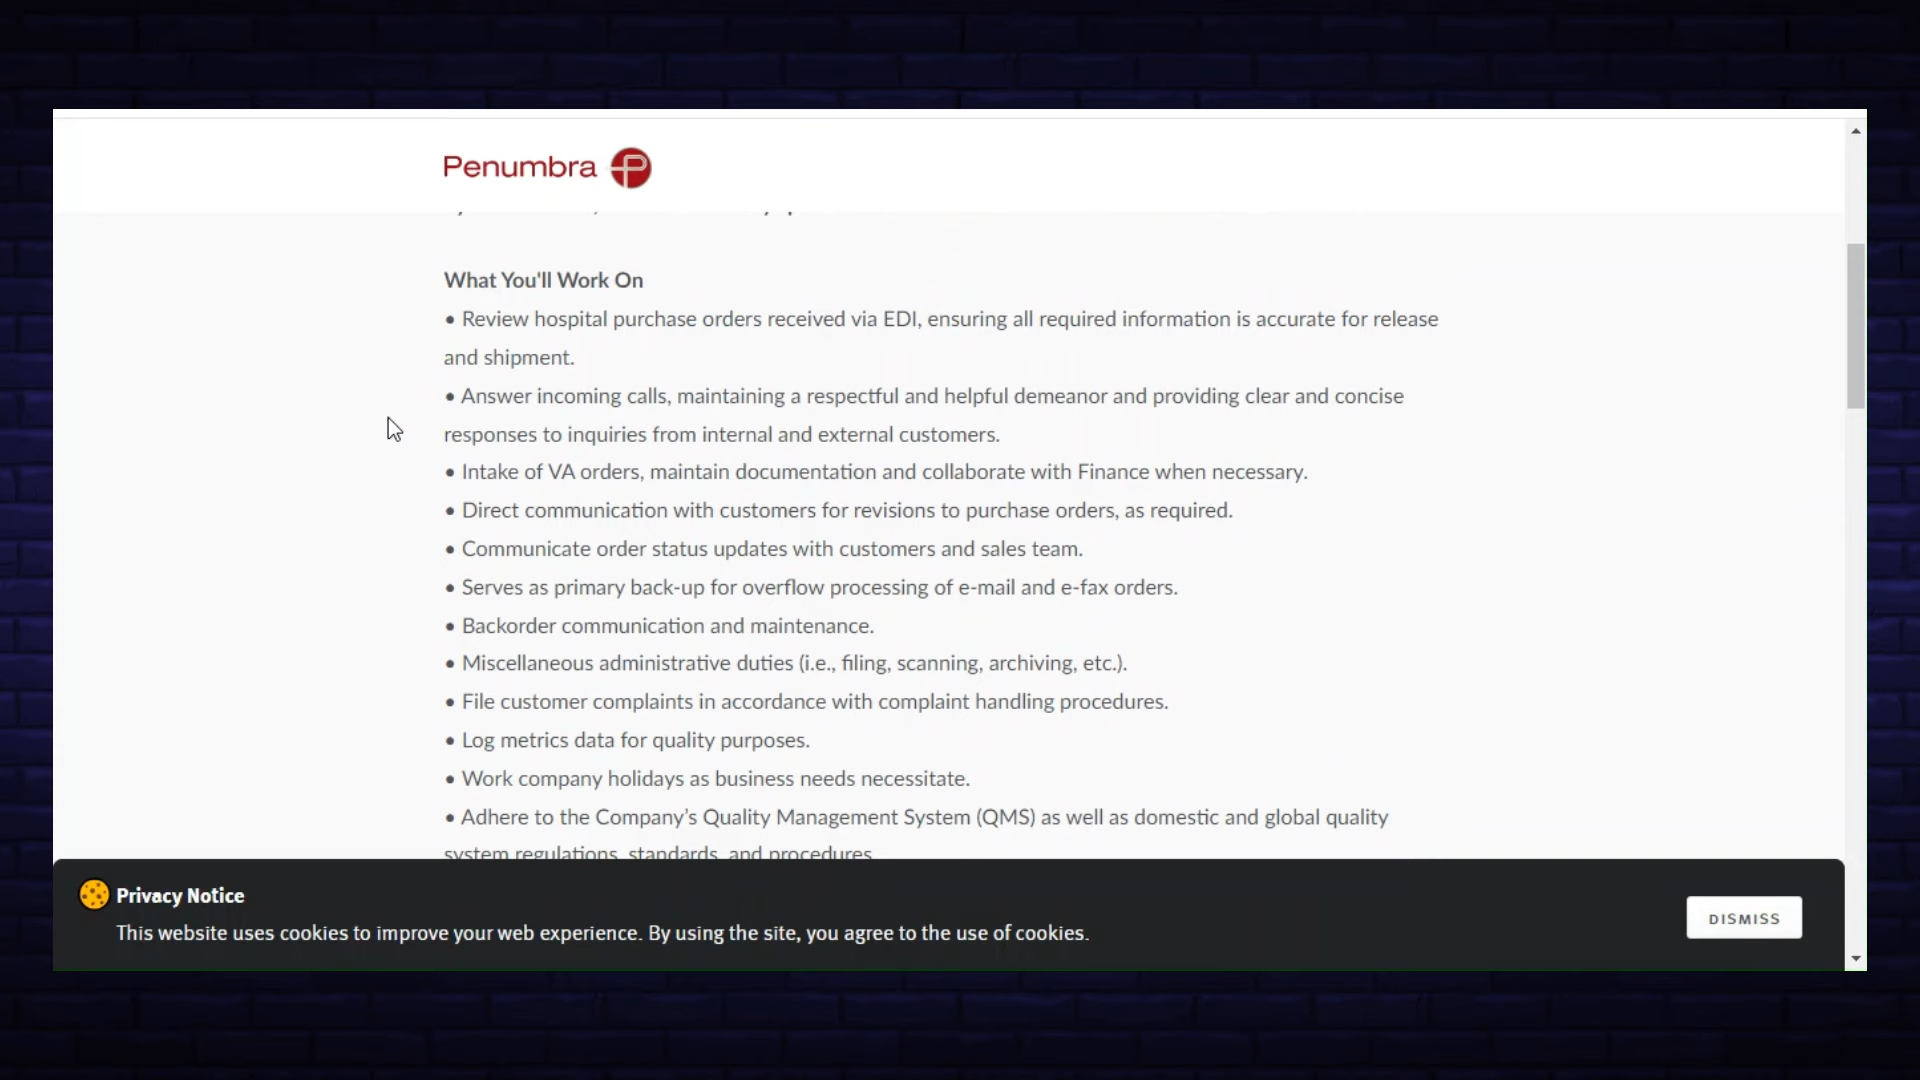 Penumbra
What You'll Work On
• Review hospital purchase orders received via EDI, ensuring all required information is accurate for release
and shipment.
• Answer incoming calls, maintaining a respectful and helpful demeanor and providing clear and concise
responses to inquiries from internal and external customers.
• Intake of VA orders, maintain documentation and collaborate with Finance when necessary.
• Direct communication with customers for revisions to purchase orders, as required.
• Communicate order status updates with customers and sales team.
• Serves as primary back-up for overflow processing of e-mail and e-fax orders.
• Backorder communication and maintenance.
• Miscellaneous administrative duties (i.e., filing, scanning, archiving, etc.).
• File customer complaints in accordance with complaint handling procedures.
• Log metrics data for quality purposes.
• Work company holidays as business needs necessitate.
• Adhere to the Company’s Quality Management System (QMS) as well as domestic and global quality
system regulations, standards, and procedures
Privacy Notice
This website uses cookies to improve your web experience. By using the site, you agree to the use of cookies.
DISMISS